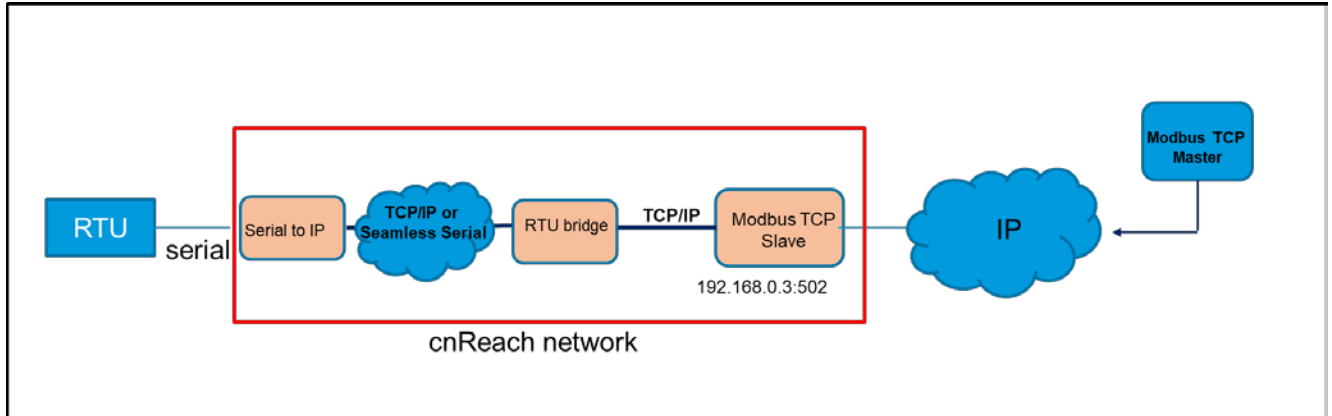 RTU
serial
Serial to IP
TCP/IP or
Seamless Serial
RTU bridge
TCP/IP
Modbus TCP
Slave
192.168.0.3:502
IP
Modbus TCP
Master
cnReach network